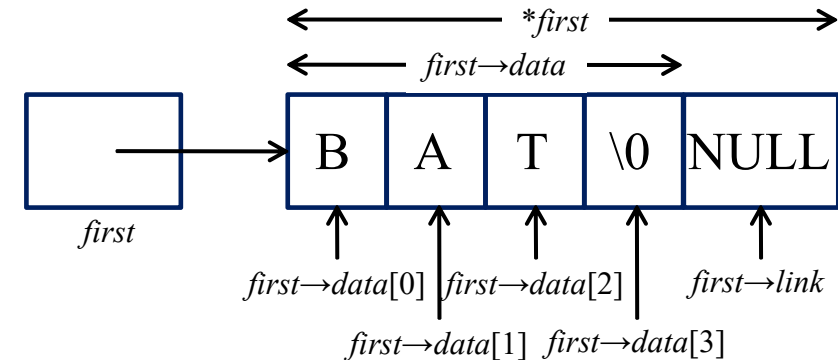 *first
first→data
B A T \0 NULL
first
first→data[0] first→data[2] first→link
first→data[1] first→data[3]